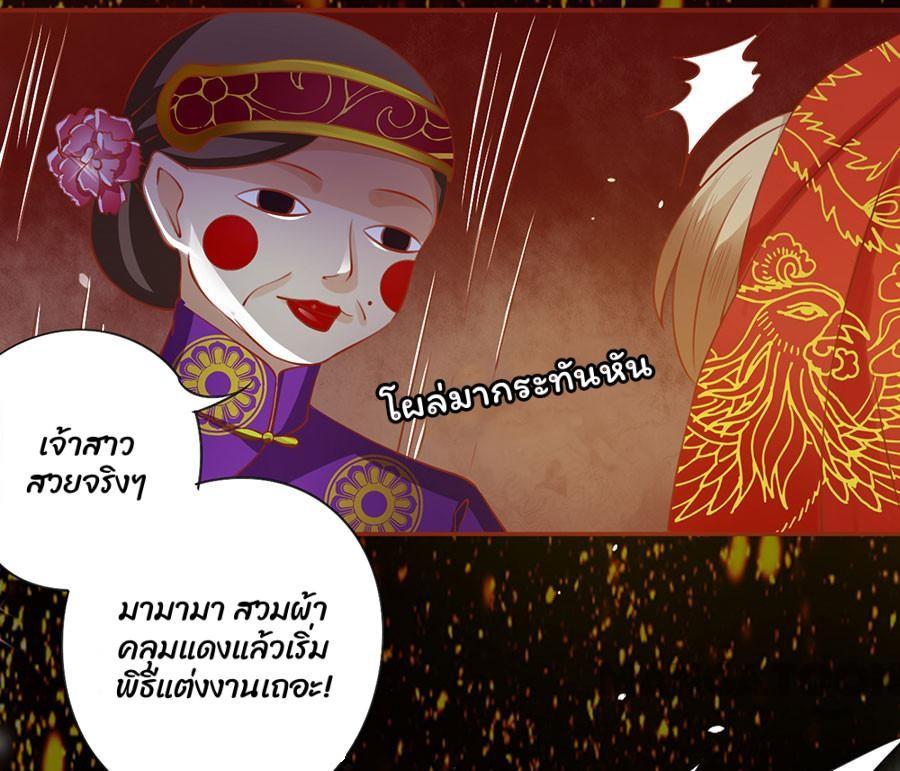 โผล่มากระทันหัน
เจ้าสาว
สวยจริงๆ
มามามา สวมผ้า
คลุมแดงแล้วเริ่ม
พิธีแต่งงานเถอะ!